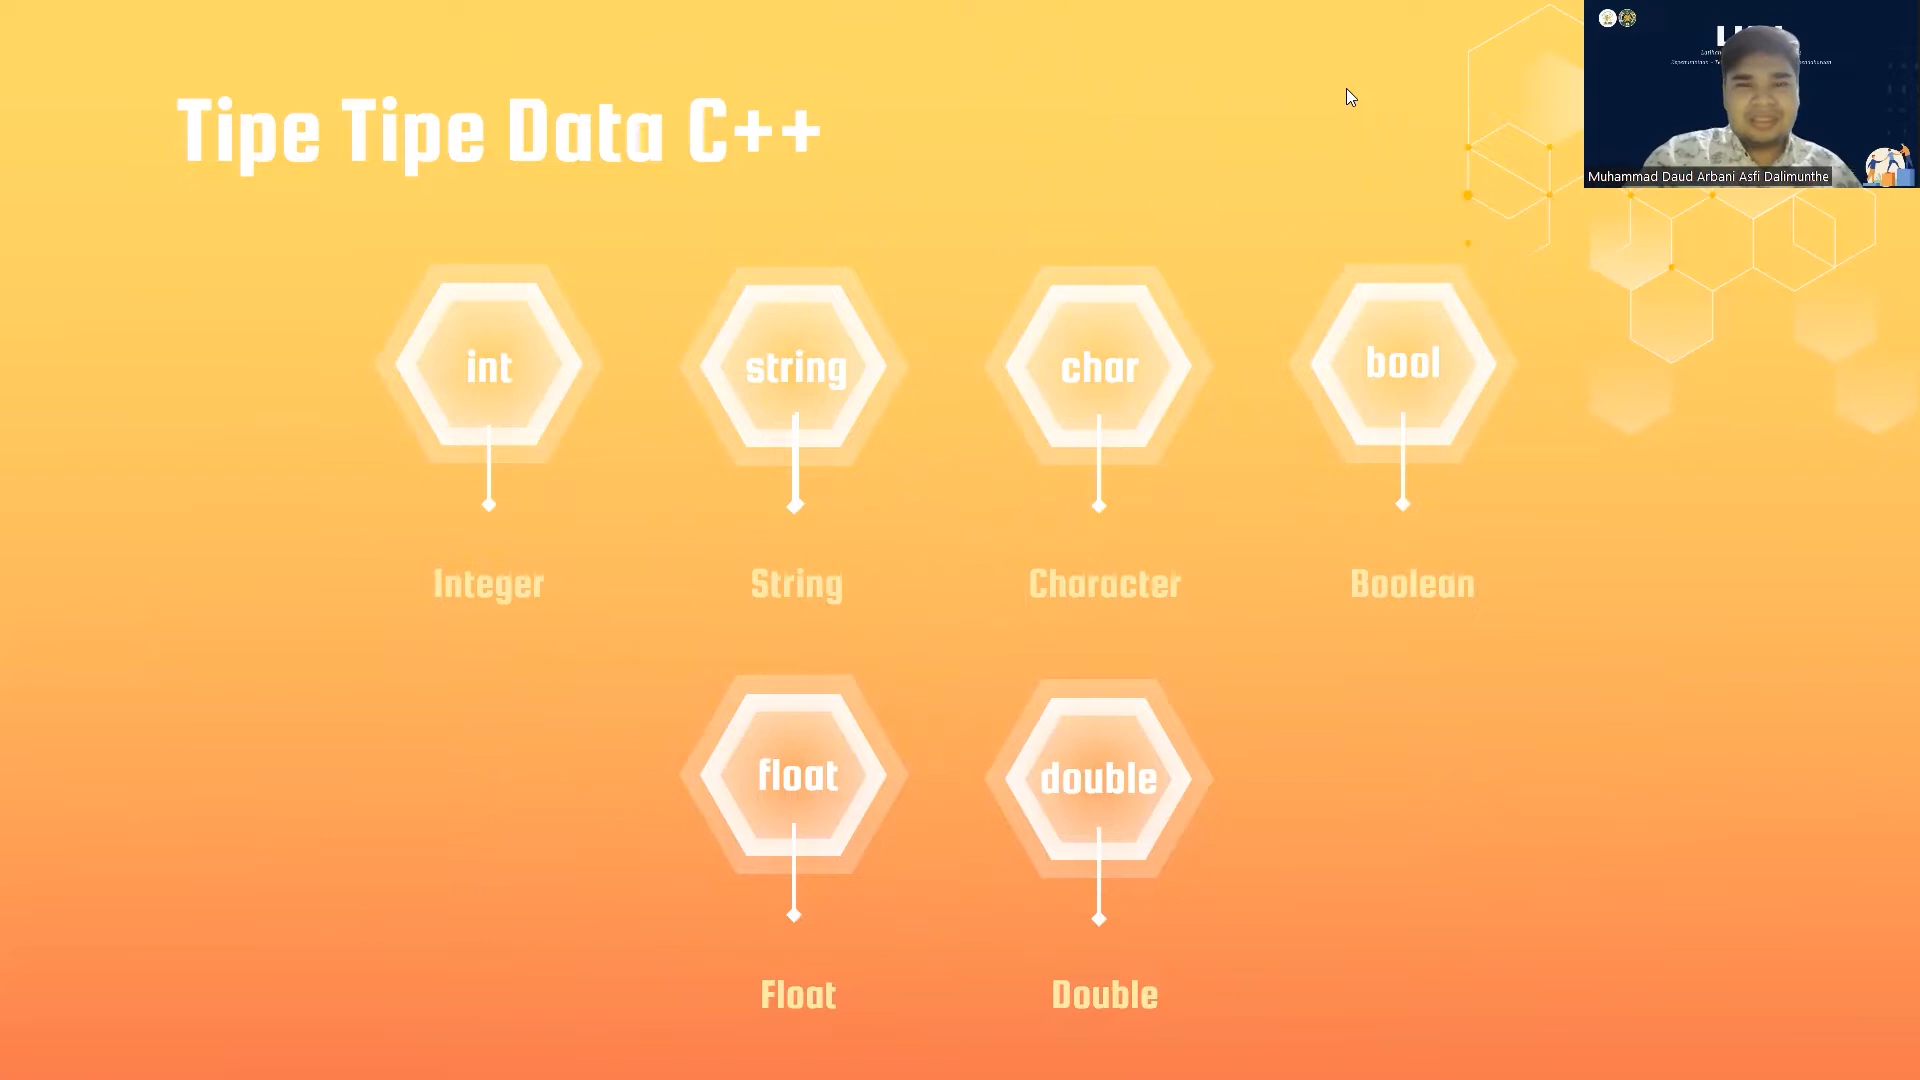 Tipe Tipe Data C++
Muhammad Daud Arbani Asfi Dalimunthe
int
string
char
bool
Integer
String
Character
Boolean
float
double
Float
Double